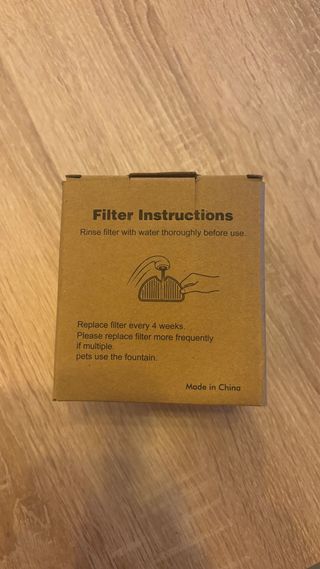 Filter Instructions
Rinse filter with water thoroughly before use.
Replace filter every 4 weeks.
Please replace filter more frequently
if multiple
pets use the fountain.
Made in China